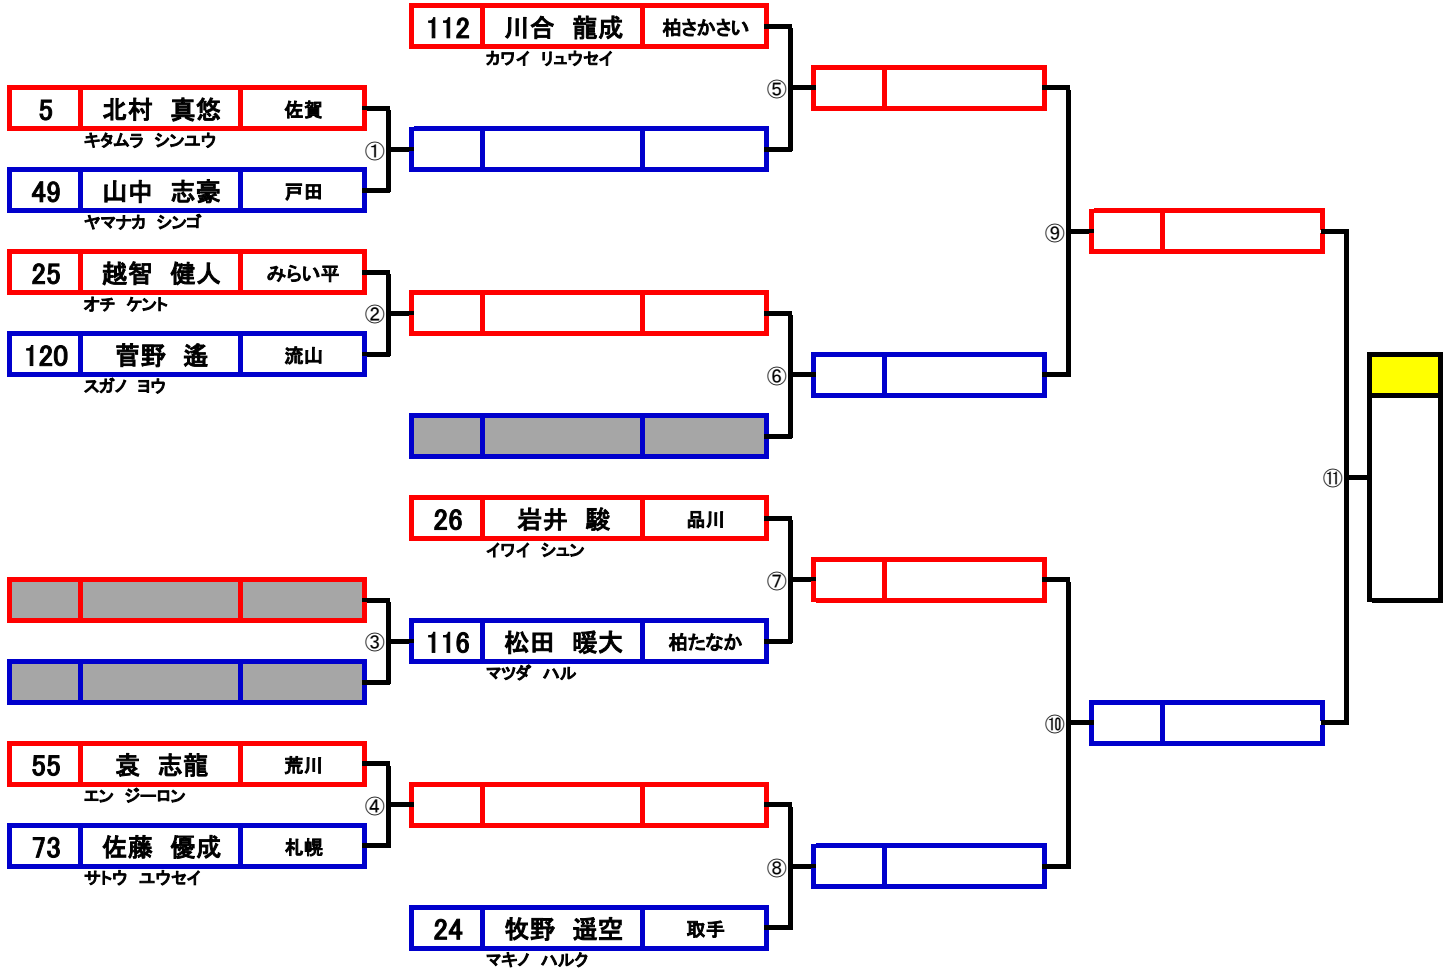 112 川合 龍成 柏さかさい
カワイ リュウセイ
⑤
5 北村 真悠 佐賀
キタムラ シンユウ
①
49 山中 志豪 戸田
ヤマナカ シンゴ
⑨
25 越智 健人 みらい平
オチ ケント
②
120 菅野 遙 流山
スガノ ヨウ
⑥
⑪
26 岩井 駿 品川
イワイ シュン
⑦
③
116 松田 暖大 柏たなか
マツダ ハル
⑩
55 袁 志龍 荒川
エン ジーロン
④
73 佐藤 優成 札幌
サトウ ユウセイ
⑧
24 牧野 遥空 取手
マキノ ハルク